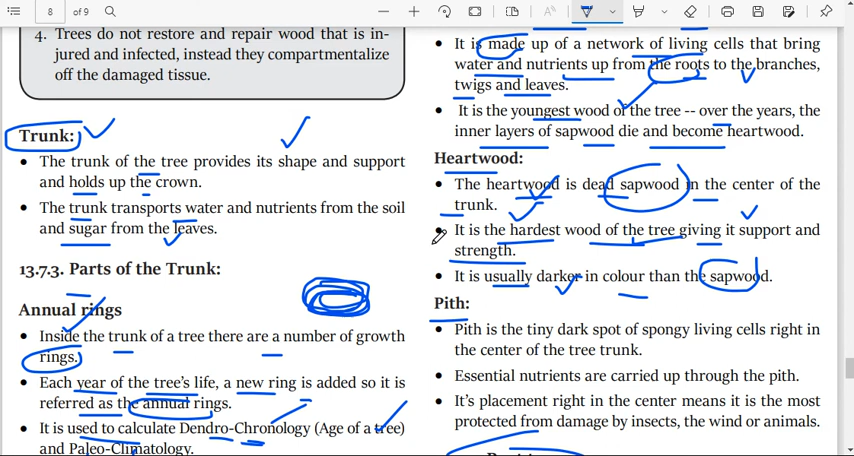 8 of 9
4. Trees do not restore and repair wood that is in-
jured and infected, instead they compartmentalize
off the damaged tissue.
Trunk:
• The trunk of the tree provides its shape and support
and holds up the crown.
• The trunk transports water and nutrients from the soil
and sugar from the leaves.
13.7.3. Parts of the Trunk:
Annual rings
• Inside the trunk of a tree there are a number of growth
rings.
• Each year of the tree's life, a new ring is added so it is
referred as the annual rings.
• It is used to calculate Dendro-Chronology (Age of a tree)
and Paleo-Climatology.
• It is made up of a network of living cells that bring
water and nutrients up from the roots to the branches,
twigs and leaves.
• It is the youngest wood of the tree -- over the years, the
inner layers of sapwood die and become heartwood.
Heartwood:
• The heartwood is dead sapwood in the center of the
trunk.
• It is the hardest wood of the tree giving it support and
strength.
• It is usually darker in colour than the sapwood.
Pith:
• Pith is the tiny dark spot of spongy living cells right in
the center of the tree trunk.
• Essential nutrients are carried up through the pith.
• It's placement right in the center means it is the most
protected from damage by insects, the wind or animals.